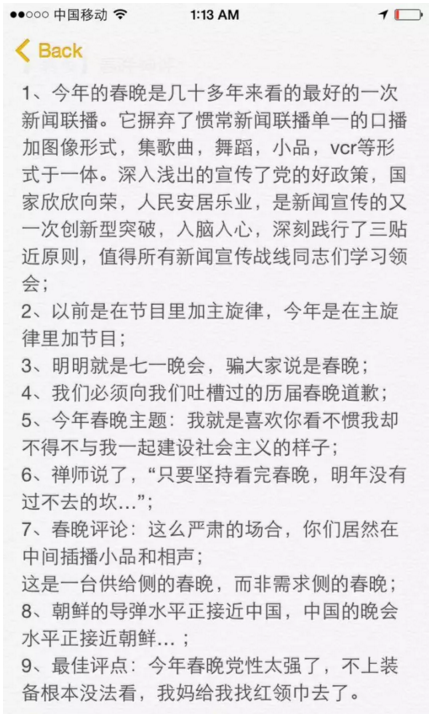 中国移动
1:13 AM
Back
1、今年的春晚是几十多年来看的最好的一次
新闻联播。它摒弃了惯常新闻联播单一的口播
加图像形式，集歌曲，舞蹈，小品，vcr等形
式于一体。深入浅出的宣传了党的好政策，国
家欣欣向荣，人民安居乐业，是新闻宣传的又
一次创新型突破，入脑入心，深刻践行了三贴
近原则，值得所有新闻宣传战线同志们学习领
会；
2、以前是在节目里加主旋律，今年是在主旋
律里加节目；
3、明明就是七一晚会，骗大家说是春晚；
4、我们必须向我们吐槽过的历届春晚道歉；
5、今年春晚主题：我就是喜欢你看不惯我却
不得不与我一起建设社会主义的样子；
6、禅师说了，“只要坚持看完春晚，明年没有
过不去的坎...”；
7、春晚评论：这么严肃的场合，你们居然在
中间插播小品和相声；
这是一台供给侧的春晚，而非需求侧的春晚；
8、朝鲜的导弹水平正接近中国，中国的晚会
水平正接近朝鲜...；
9、最佳评点：今年春晚党性太强了，不上装
备根本没法看，我妈给我找红领巾去了。